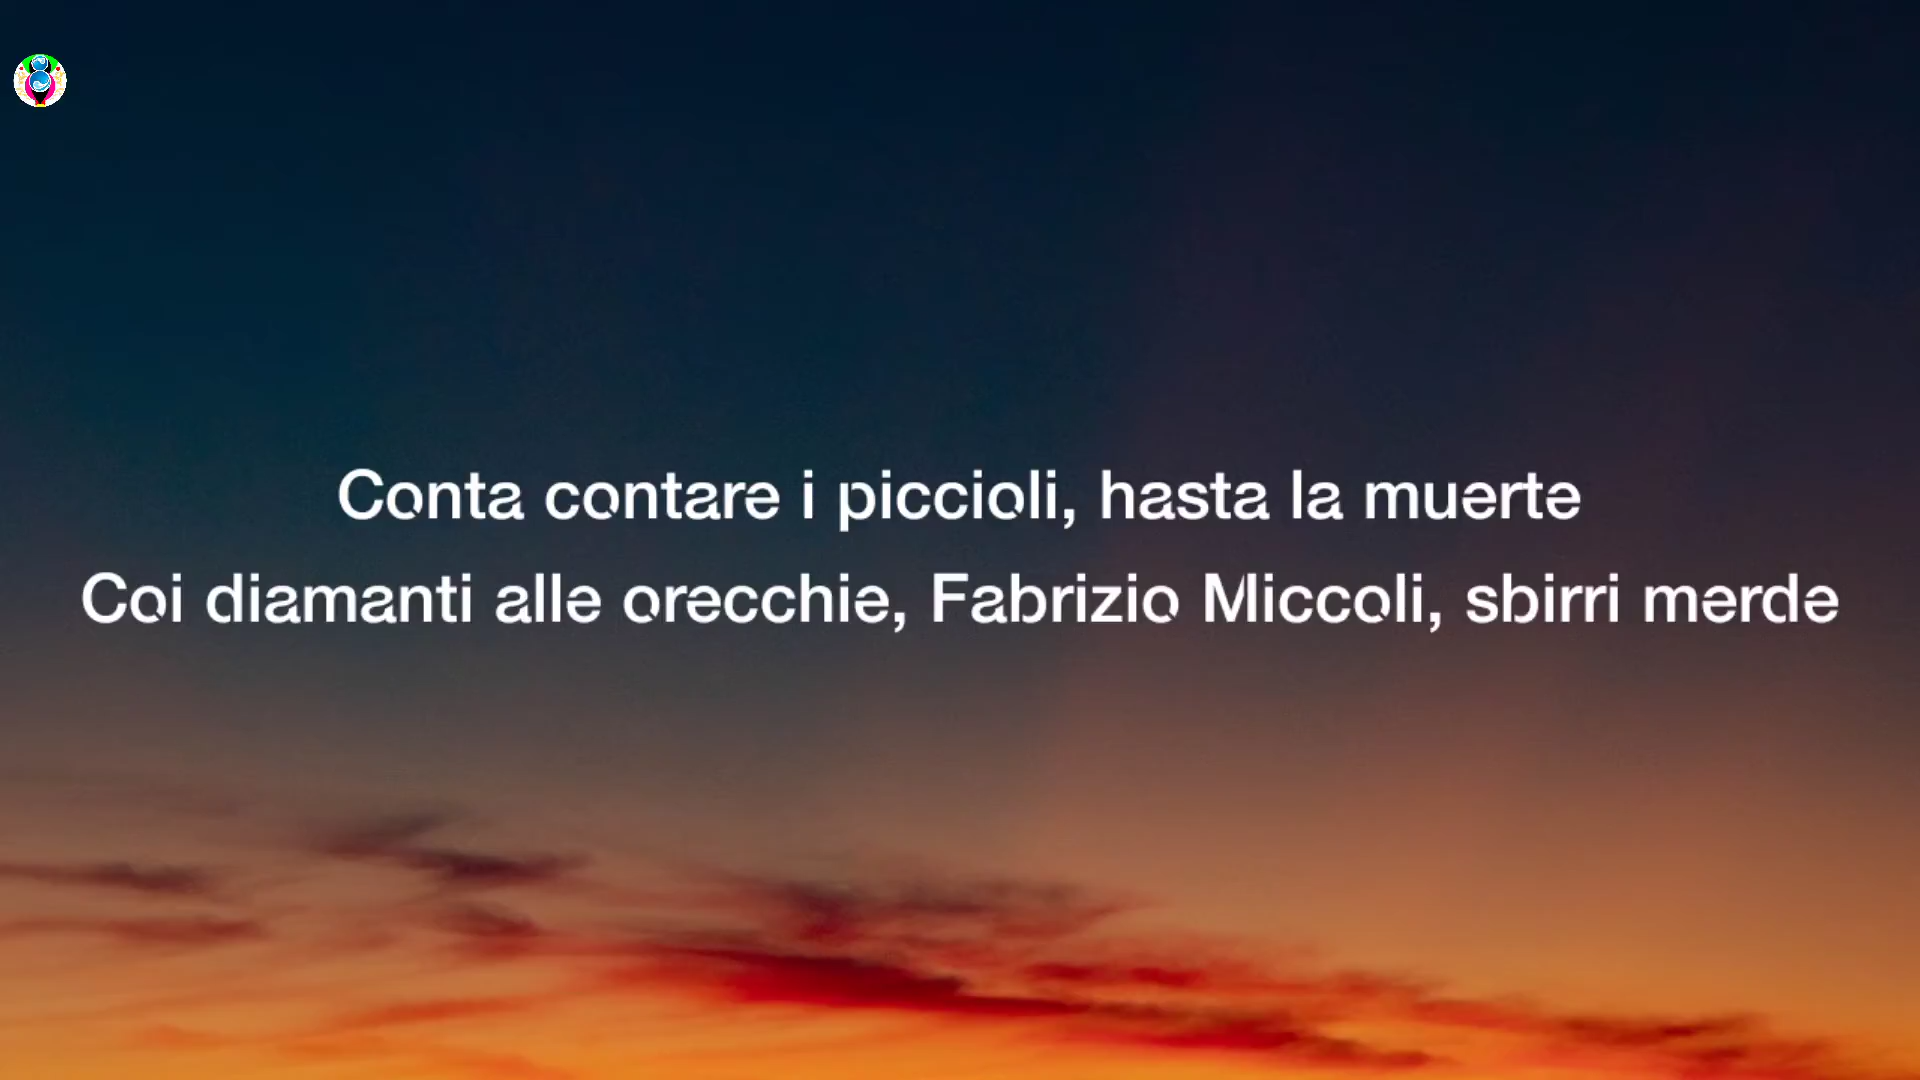 Conta contare i piccioli, hasta la muerte
Coi diamanti alle orecchie, Fabrizio Miccoli, sbirri merde